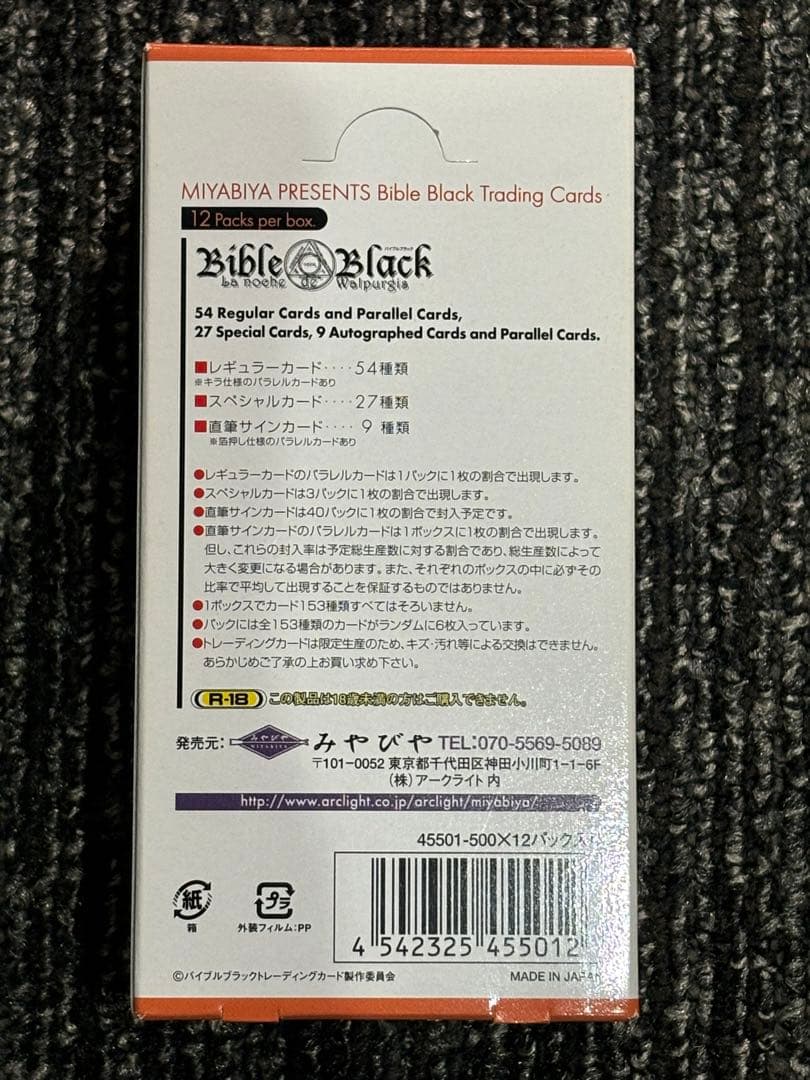 MIYABIYA PRESENTS Bible Black Trading Cards
12 Packs per box.
バイブルブラック
Bible Black
La noche de Walpurgis
54 Regular Cards and Parallel Cards,
27 Special Cards, 9 Autographed Cards and Parallel Cards.
■レギュラーカード････54種類
※キラ仕様のパラレルカードあり
■スペシャルカード････27種類
■直筆サインカード････ 9 種類
※箔押し仕様のパラレルカードあり
●レギュラーカードのパラレルカードは1パックに1枚の割合で出現します。
●スペシャルカードは3パックに1枚の割合で出現します。
●直筆サインカードは40パックに1枚の割合で封入予定です。
●直筆サインカードのパラレルカードは1ボックスに1枚の割合で出現します。
但し、これらの封入率は予定総生産数に対する割合であり、総生産数によって
大きく変更になる場合があります。また、それぞれのボックスの中に必ずその
比率で平均して出現することを保証するものではありません。
●1ボックスでカード153種類すべてはそろいません。
●パックには全153種類のカードがランダムに6枚入っています。
●トレーディングカードは限定生産のため、キズ・汚れ等による交換はできません。
あらかじめご了承の上お買い求め下さい。
R-18 この製品は18歳未満の方はご購入できません。
発売元: みやびや MIYABIYA みやびや TEL:070-5569-5089
〒101-0052 東京都千代田区神田小川町1-1-6F
(株)アークライト 内
http://www.arclight.co.jp/arclight/miyabiya/
45501-500×12パック入り
紙
箱
プラ
外装フィルム:PP
4 542325 455012
©バイブルブラックトレーディングカード製作委員会
MADE IN JAPAN